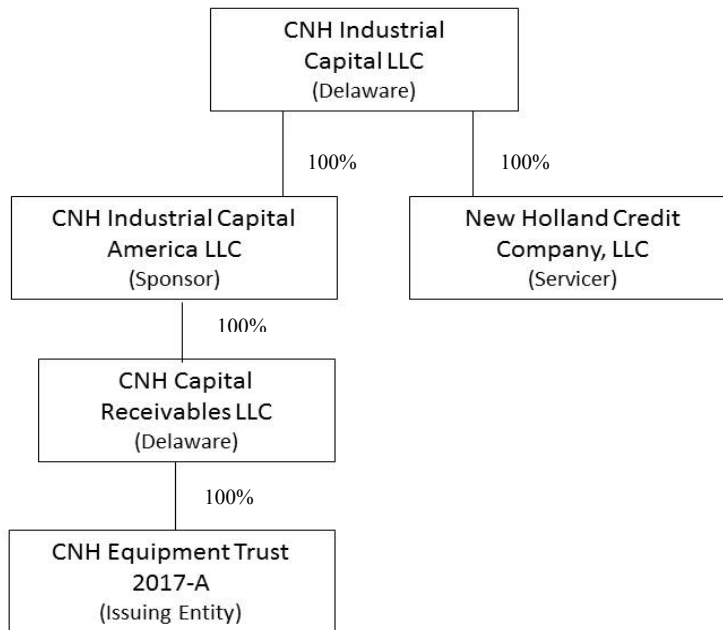 CNH Industrial
Capital LLC
(Delaware)
100%
100%
CNH Industrial Capital
America LLC
(Sponsor)
New Holland Credit
Company, LLC
(Servicer)
100%
CNH Capital
Receivables LLC
(Delaware)
100%
CNH Equipment Trust
2017-A
(Issuing Entity)